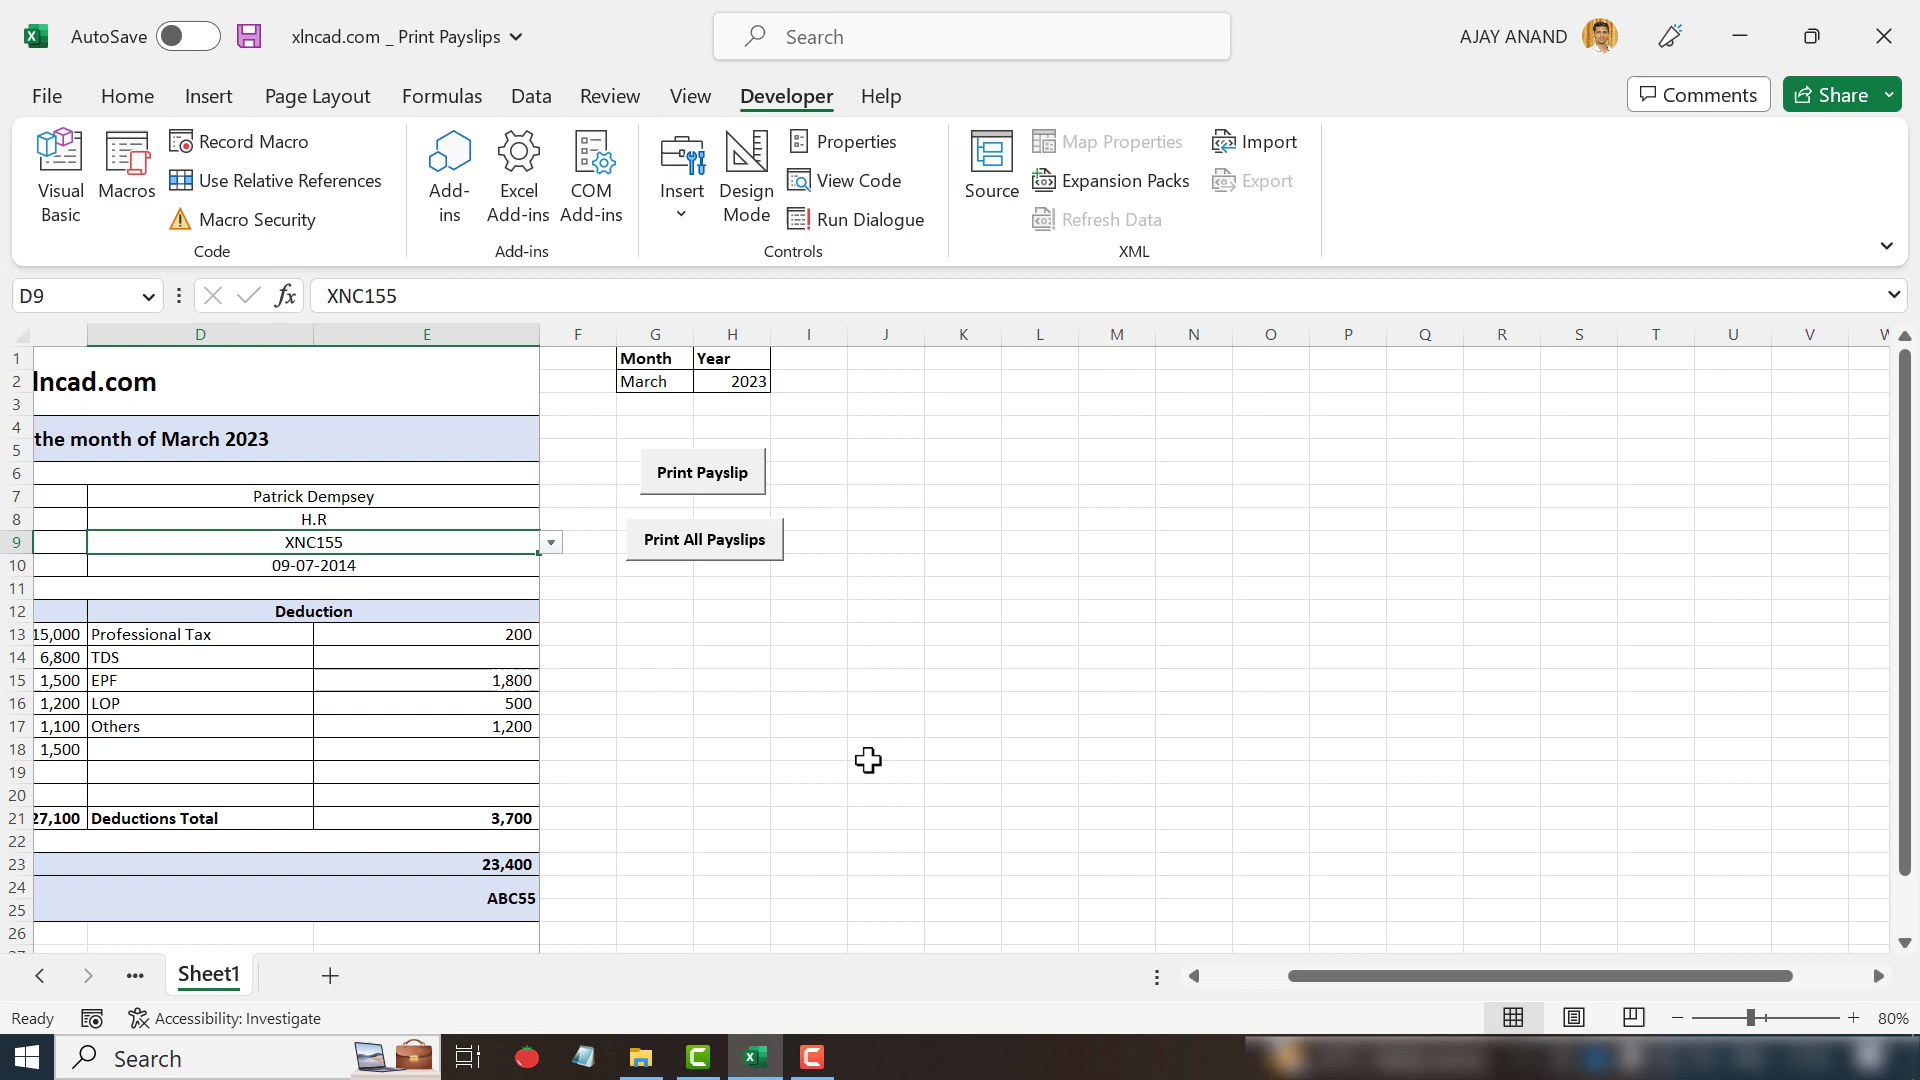 AutoSave
xlncad.com _ Print Payslips
Search
AJAY ANAND
File
Home
Insert
Page Layout
Formulas
Data
Review
View
Developer
Help
Comments
Share
Visual Basic
Macros
Record Macro
Use Relative References
Macro Security
Code
Add-ins
Excel Add-ins
COM Add-ins
Add-ins
Insert
Design Mode
Properties
View Code
Run Dialogue
Controls
Source
Map Properties
Expansion Packs
Refresh Data
Import
Export
XML
D9
fx
XNC155
D E F G H I J K L M N O P Q R S T U V
1 Month Year
2 lncad.com March 2023
3
4 the month of March 2023
5
6
Print Payslip
7 Patrick Dempsey
8 H.R
9 XNC155
Print All Payslips
10 09-07-2014
11
12 Deduction
13 15,000 Professional Tax 200
14 6,800 TDS
15 1,500 EPF 1,800
16 1,200 LOP 500
17 1,100 Others 1,200
18 1,500
19
20
21 27,100 Deductions Total 3,700
22
23 23,400
24 ABC55
25
26
Sheet1
Ready
Accessibility: Investigate
80%
Search